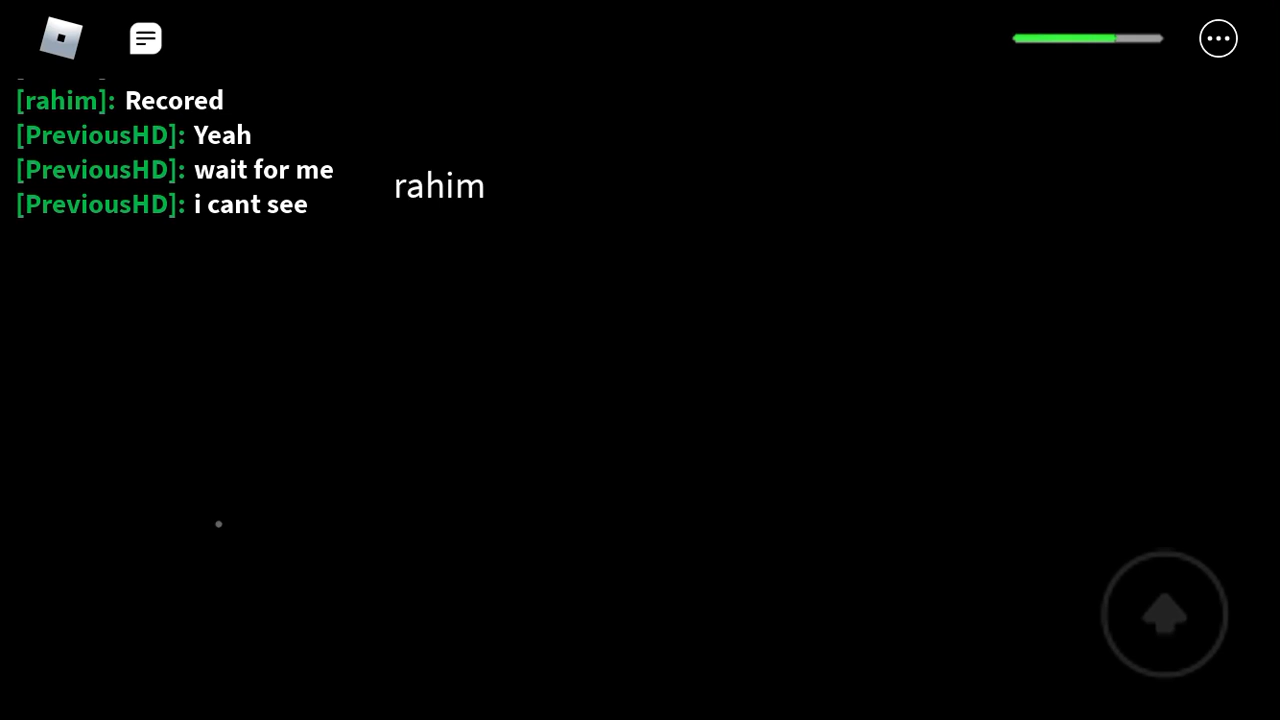 [rahim]: Recored
[PreviousHD]: Yeah
[PreviousHD]: wait for me
rahim
[PreviousHD]: i cant see